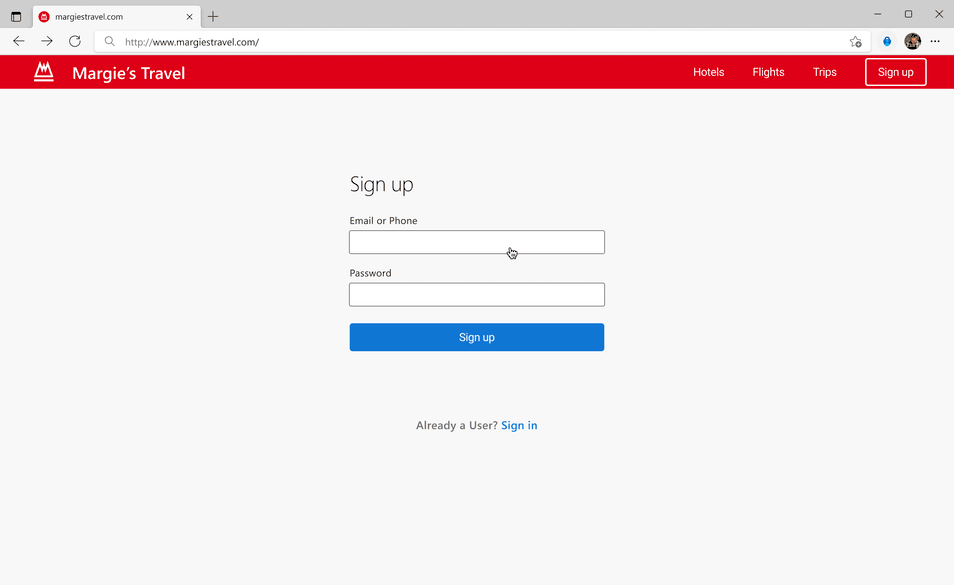 margiestravel.com
http://www.margiestravel.com/
Margie's Travel
Hotels
Flights
Trips
Sign up
Sign up
Email or Phone
Password
Sign up
Already a User? Sign in